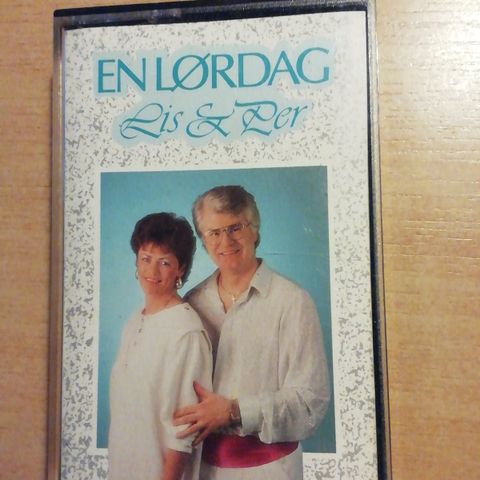 EN LØRDAG
Lis & Per